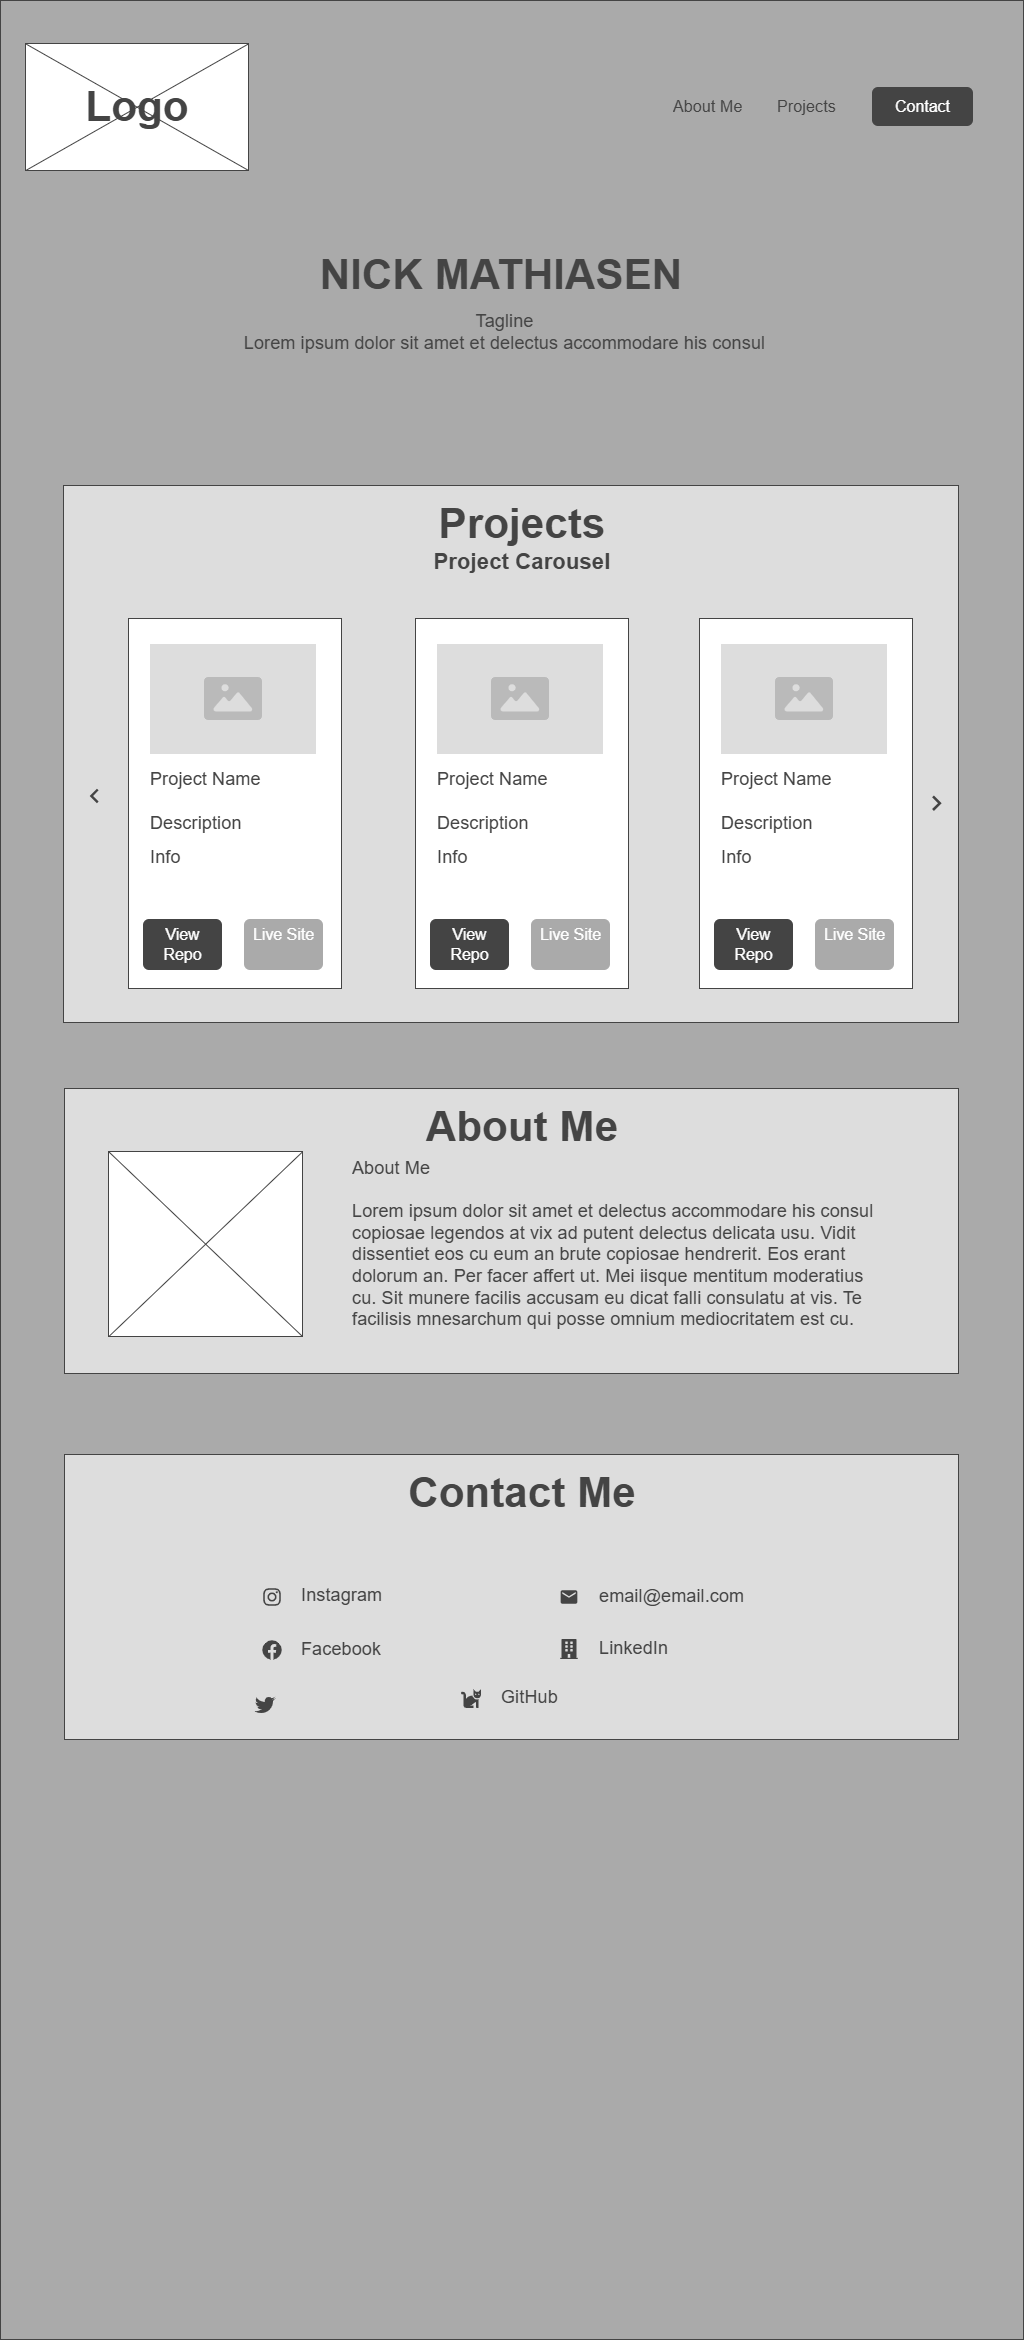 Logo
About Me
Projects
Contact
NICK MATHIASEN
Tagline
Lorem ipsum dolor sit amet et delectus accommodare his consul
Projects
Project Carousel
Project Name
Description
Info
View
Repo
Live Site
Project Name
Description
Info
View
Repo
Live Site
Project Name
Description
Info
View
Repo
Live Site
About Me
About Me
Lorem ipsum dolor sit amet et delectus accommodare his consul
copiosae legendos at vix ad putent delectus delicata usu. Vidit
dissentiet eos cu eum an brute copiosae hendrerit. Eos erant
dolorum an. Per facer affert ut. Mei iisque mentitum moderatius
cu. Sit munere facilis accusam eu dicat falli consulatu at vis. Te
facilisis mnesarchum qui posse omnium mediocritatem est cu.
Contact Me
Instagram
email@email.com
Facebook
LinkedIn
GitHub